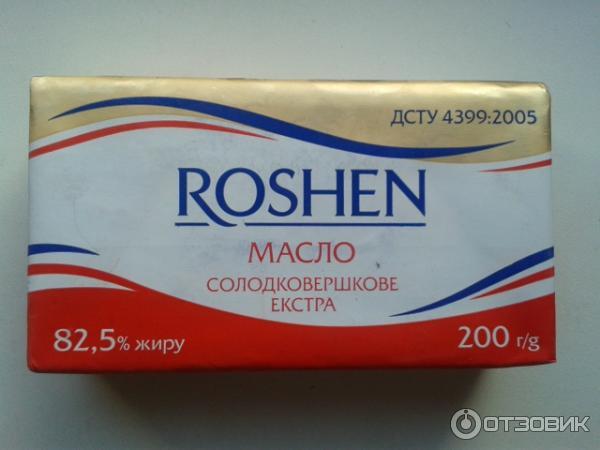 ДСТУ 4399:2005
ROSHEN
МАСЛО
СОЛОДКОВЕРШКОВЕ
ЕКСТРА
82,5% жиру
200 г/g
ОТЗОВИК